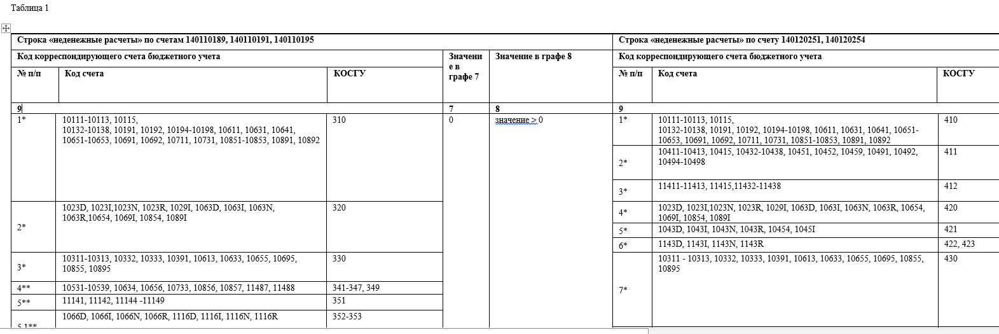 Таблица 1
Строка «неденежные расчеты» по счетам 140110189, 140110191, 140110195
Строка «неденежные расчеты» по счету 140120251, 140120254
Код корреспондирующего счета бюджетного учета
Значени
е в
графе 7
Значение в графе 8
Код корреспондирующего счета бюджетного учета
№ п/п
Код счета
КОСГУ
№ п/п
Код счета
КОСГУ
9
7
8
9
1*
10111-10113, 10115,
10132-10138, 10191, 10192, 10194-10198, 10611, 10631, 10641,
10651-10653, 10691, 10692, 10711, 10731, 10851-10853, 10891, 10892
310
0
значение > 0
2*
1023D, 1023I,1023N, 1023R, 1029I, 1063D, 1063I, 1063N,
1063R,10654, 1069I, 10854, 1089I
320
3*
10311-10313, 10332, 10333, 10391, 10613, 10633, 10655, 10695,
10855, 10895
330
4**
10531-10539, 10634, 10656, 10733, 10856, 10857, 11487, 11488
341-347, 349
5**
11141, 11142, 11144 -11149
351
5.1**
1066D, 1066I, 1066N, 1066R, 1116D, 1116I, 1116N, 1116R
352-353
1*
10111-10113, 10115,
10132-10138, 10191, 10192, 10194-10198, 10611, 10631, 10641, 10651-
10653, 10691, 10692, 10711, 10731, 10851-10853, 10891, 10892
410
2*
10411-10413, 10415, 10432-10438, 10451, 10452, 10459, 10491, 10492,
10494-10498
411
3*
11411-11413, 11415,11432-11438
412
4*
1023D, 1023I,1023N, 1023R, 1029I, 1063D, 1063I, 1063N, 1063R, 10654,
1069I, 10854, 1089I
420
5*
1043D, 1043I, 1043N, 1043R, 10454, 1045I
421
6*
1143D, 1143I, 1143N, 1143R
422, 423
7*
10311 - 10313, 10332, 10333, 10391, 10613, 10633, 10655, 10695, 10855,
10895
430